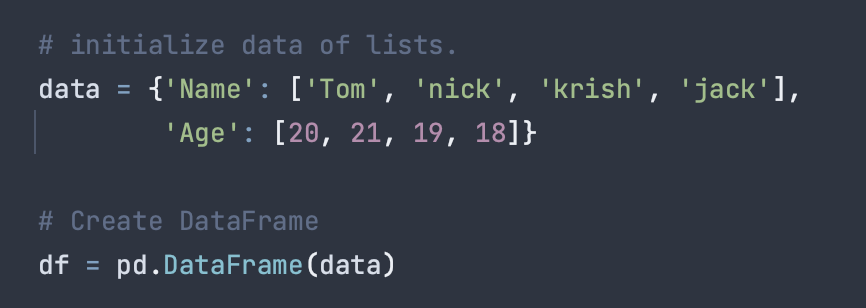 # initialize data of lists.
data = {'Name': ['Tom', 'nick', 'krish', 'jack'],
        'Age': [20, 21, 19, 18]}
# Create DataFrame
df = pd.DataFrame(data)